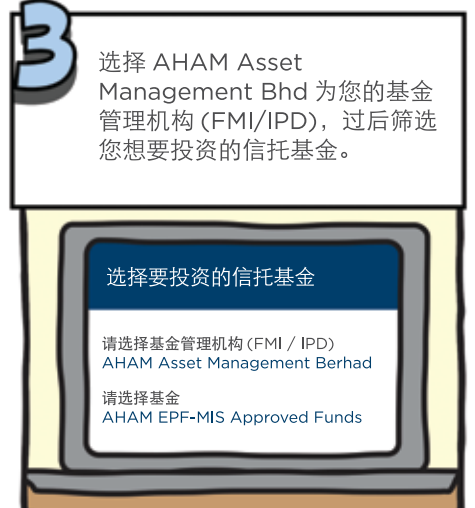 3
选择 AHAM Asset
Management Bhd 为您的基金
管理机构 (FMI/IPD)，过后筛选
您想要投资的信托基金。
选择要投资的信托基金
请选择基金管理机构 (FMI / IPD)
AHAM Asset Management Berhad
请选择基金
AHAM EPF-MIS Approved Funds